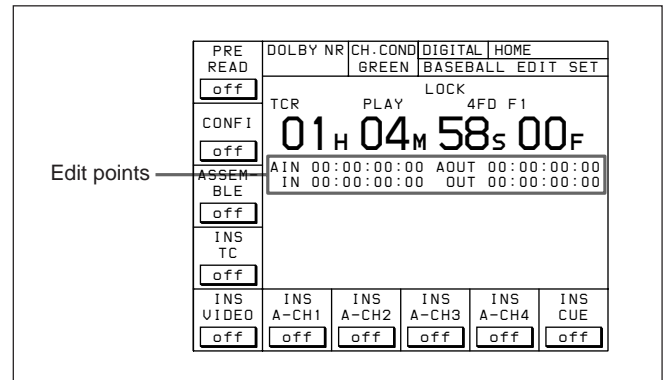 PRE READ
off
DOLBY NR
CH.COND
GREEN
DIGITAL
HOME
BASEBALL EDIT SET
LOCK
TCR PLAY 4FD F1
01H 04M 58S 00F
CONFI
off
Edit points
AIN 00:00:00:00 AOUT 00:00:00:00
IN 00:00:00:00 OUT 00:00:00:00
ASSEM-
BLE
off
INS
TC
off
INS
VIDEO
off
INS
A-CH1
off
INS
A-CH2
off
INS
A-CH3
off
INS
A-CH4
off
INS
CUE
off